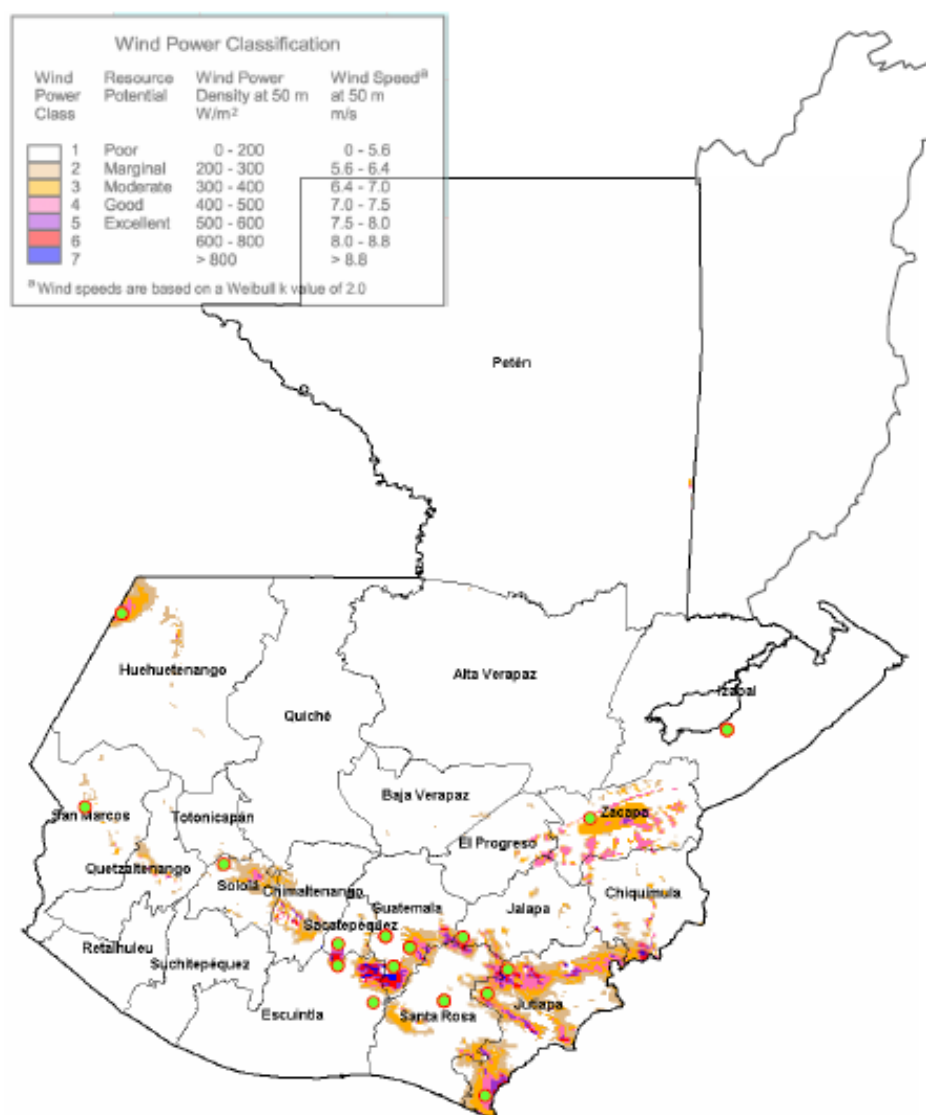 Wind Power Classification
Wind Power Class Resource Potential Wind Power Density at 50 m W/m² Wind Speedᵃ at 50 m m/s
1 Poor 0 - 200 0 - 5.6
2 Marginal 200 - 300 5.6 - 6.4
3 Moderate 300 - 400 6.4 - 7.0
4 Good 400 - 500 7.0 - 7.5
5 Excellent 500 - 600 7.5 - 8.0
6 600 - 800 8.0 - 8.8
7 > 800 > 8.8
ᵃ Wind speeds are based on a Weibull k value of 2.0
Petén
Huehuetenango
Alta Verapaz
Izabal
Quiché
Baja Verapaz
San Marcos
Totonicapán
Zacapa
El Progreso
Quetzaltenango
Sololá
Chimaltenango
Chiquimula
Guatemala
Jalapa
Sacatepéquez
Retalhuleu
Suchitepéquez
Escuintla
Santa Rosa
Jutiapa